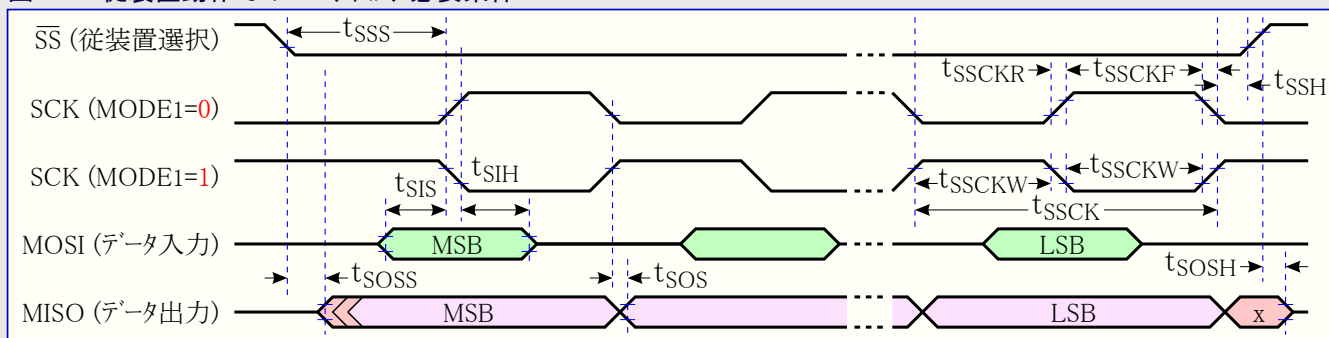 SS (従装置選択)
tSSS
tSSCKR
tSSCKF
tSSH
SCK (MODE1=0)
SCK (MODE1=1)
tSIS
tSIH
tSSCKW
tSSCKW
tSSCK
MOSI (データ入力)
MSB
LSB
tSOSS
tSOS
tSOSH
MISO (データ出力)
MSB
LSB
x